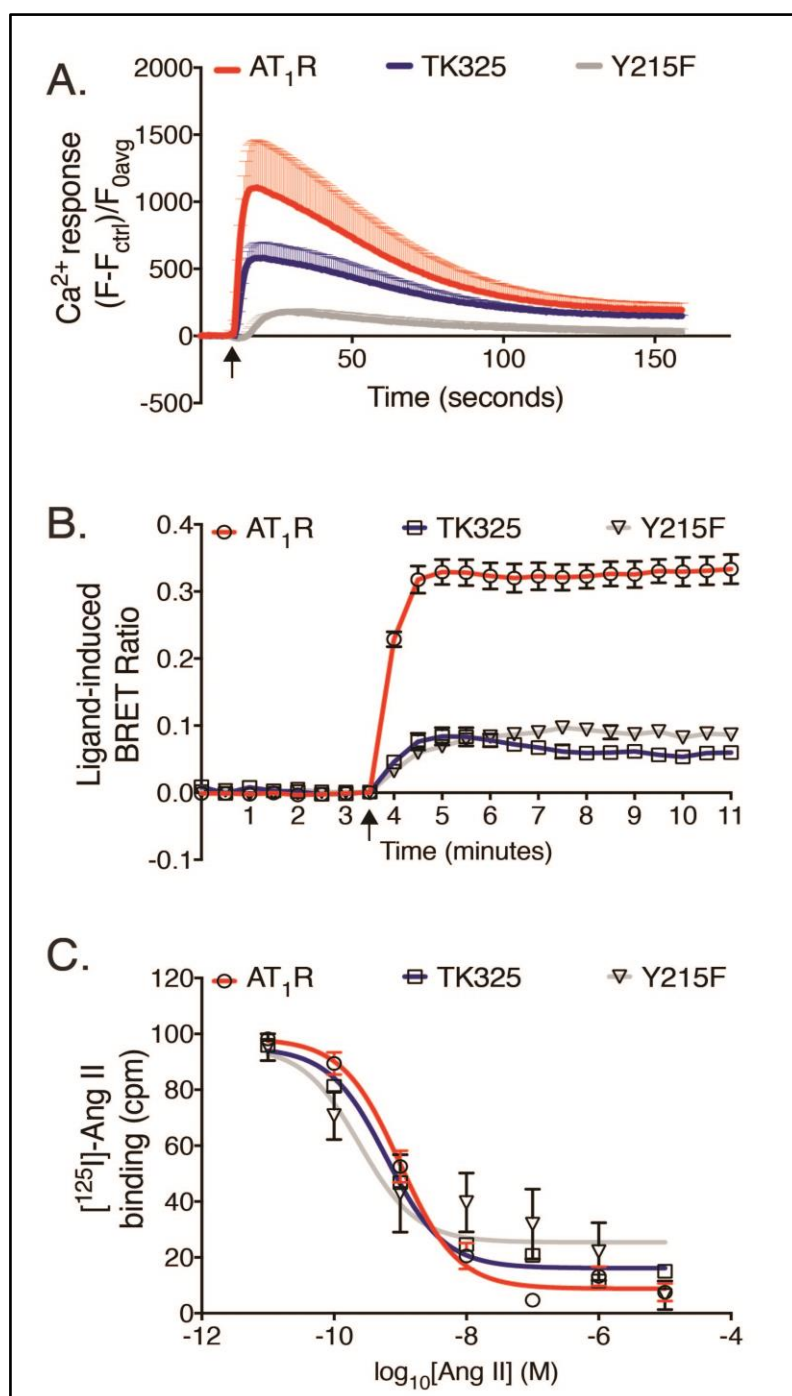 A.
AT₁R TK325 Y215F
2000
1500
1000
500
0
-500
Ca²⁺ response
(F-Fctrl)/F0avg
50 100 150
Time (seconds)
B.
AT₁R TK325 Y215F
0.4
0.3
0.2
0.1
0.0
-0.1
Ligand-induced
BRET Ratio
1 2 3 4 5 6 7 8 9 10 11
Time (minutes)
C.
AT₁R TK325 Y215F
120
100
80
60
40
20
0
[¹²⁵I]-Ang II
binding (cpm)
-12 -10 -8 -6 -4
log₁₀[Ang II] (M)